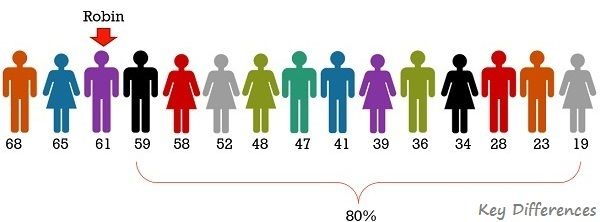 Robin
68 65 61 59 58 52 48 47 41 39 36 34 28 23 19
80%
Key Differences